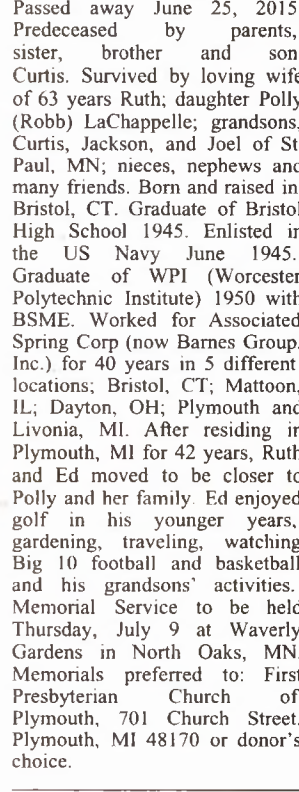 Passed away June 25, 2015
Predeceased by parents,
sister, brother and son
Curtis. Survived by loving wife
of 63 years Ruth; daughter Polly
(Robb) LaChappelle; grandsons,
Curtis, Jackson, and Joel of St
Paul, MN; nieces, nephews and
many friends. Born and raised in
Bristol, CT. Graduate of Bristol
High School 1945. Enlisted in
the US Navy June 1945.
Graduate of WPI (Worcester
Polytechnic Institute) 1950 with
BSME. Worked for Associated
Spring Corp (now Barnes Group,
Inc.) for 40 years in 5 different
locations; Bristol, CT; Mattoon,
IL; Dayton, OH; Plymouth and
Livonia, MI. After residing in
Plymouth, MI for 42 years, Ruth
and Ed moved to be closer to
Polly and her family. Ed enjoyed
golf in his younger years,
gardening, traveling, watching
Big 10 football and basketball
and his grandsons' activities.
Memorial Service to be held
Thursday, July 9 at Waverly
Gardens in North Oaks, MN.
Memorials preferred to: First
Presbyterian Church of
Plymouth, 701 Church Street,
Plymouth, MI 48170 or donor's
choice.